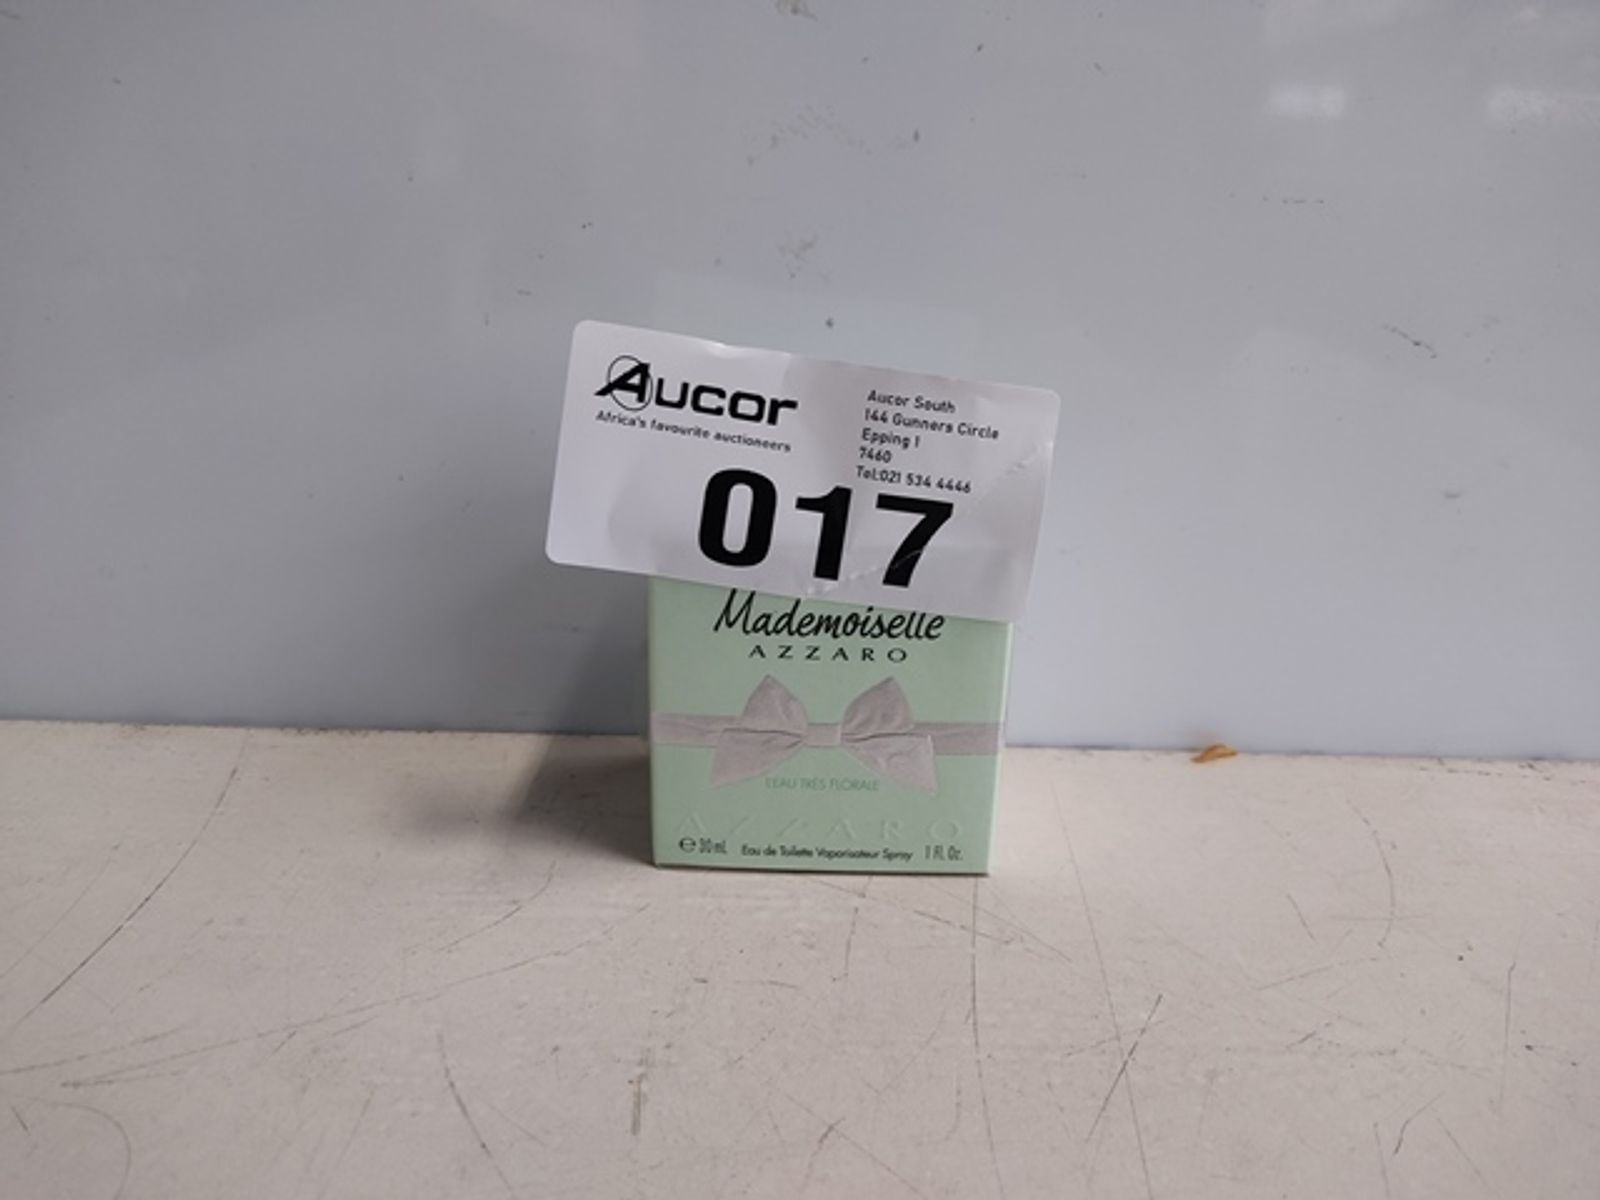 Aucor
Africa's favourite auctioneers
Aucor South
144 Gunners Circle
Epping 1
7460
Tel:021 534 4446
017
Mademoiselle
AZZARO
L'EAU TRÈS FLORALE
AZZARO
℮ 30 mL Eau de Toilette Vaporisateur Spray 1 Fl. Oz.